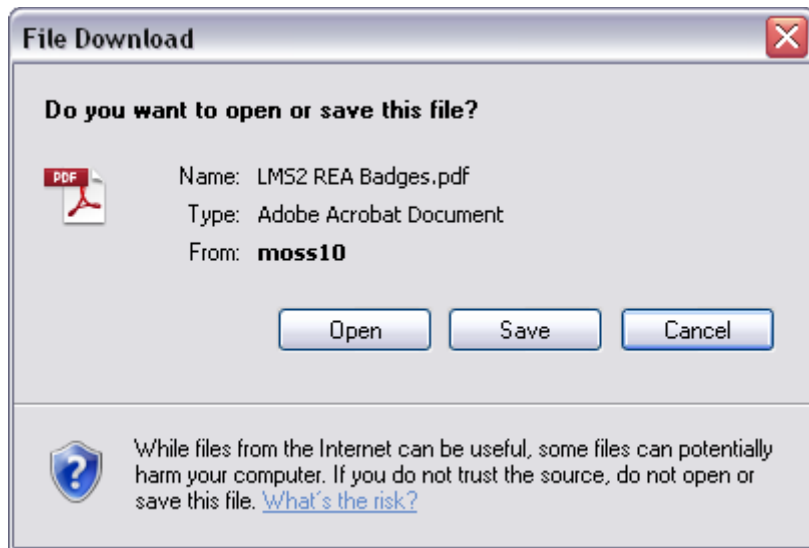 File Download
Do you want to open or save this file?
PDF
Name: LMS2 REA Badges.pdf
Type: Adobe Acrobat Document
From: moss10
Open Save Cancel
While files from the Internet can be useful, some files can potentially
harm your computer. If you do not trust the source, do not open or
save this file. What's the risk?